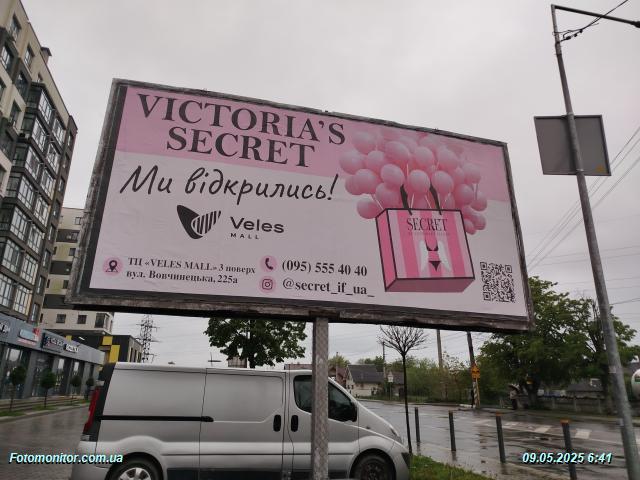 VICTORIA'S
SECRET
Ми відкрились!
Veles
MALL
SECRET
ТЦ «VELES MALL» 3 поверх
вул. Вовчинецька, 225а
(095) 555 40 40
@secret_if_ua_
Fotomonitor.com.ua
09.05.2025 6:41